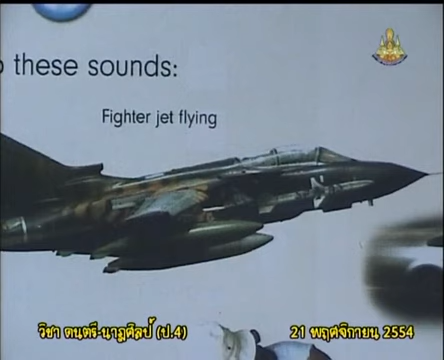 these sounds:
Fighter jet flying
วิชา ดนตรี-นาฏศิลป์ (ป.4)
21 พฤศจิกายน 2554